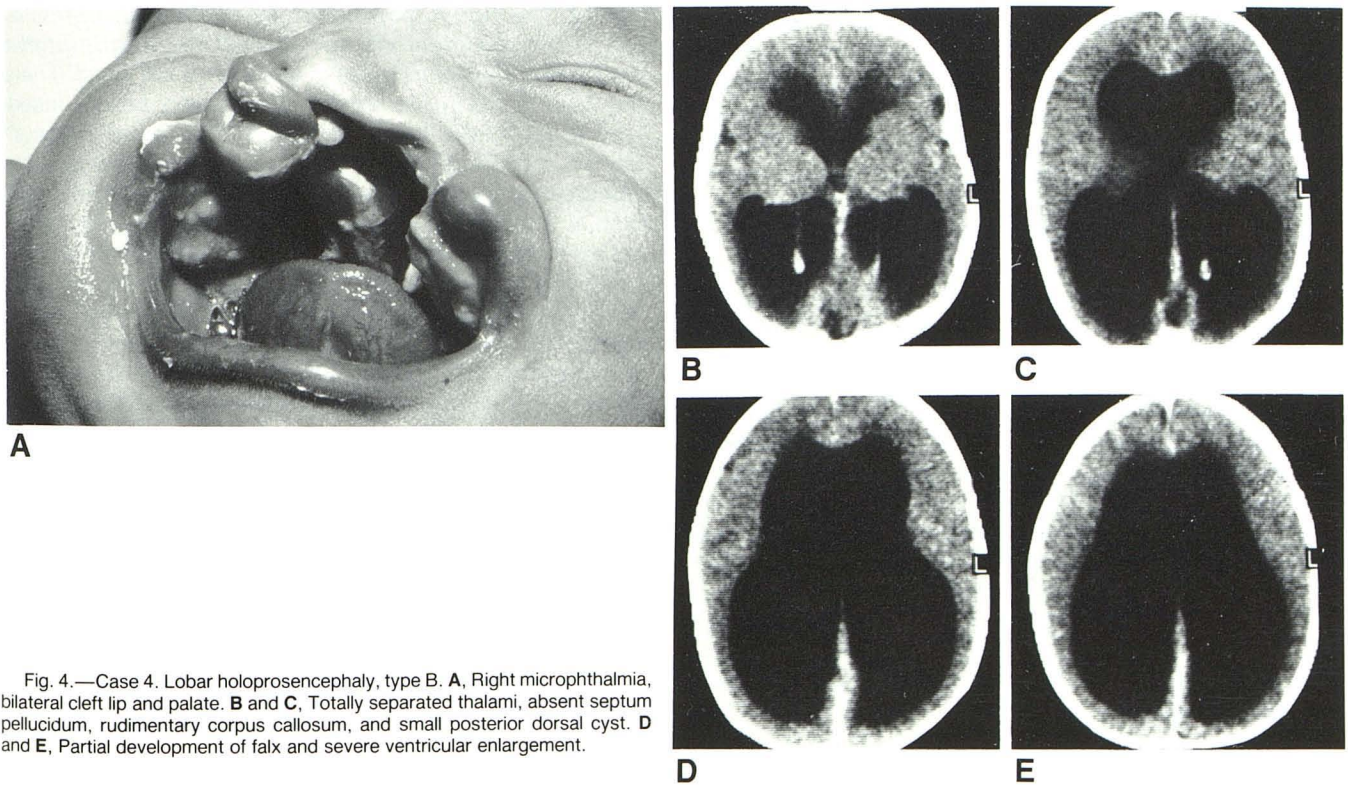 A
B
C
L
L
D
E
L
L
Fig. 4.—Case 4. Lobar holoprosencephaly, type B. A, Right microphthalmia,
bilateral cleft lip and palate. B and C, Totally separated thalami, absent septum
pellucidum, rudimentary corpus callosum, and small posterior dorsal cyst. D
and E, Partial development of falx and severe ventricular enlargement.